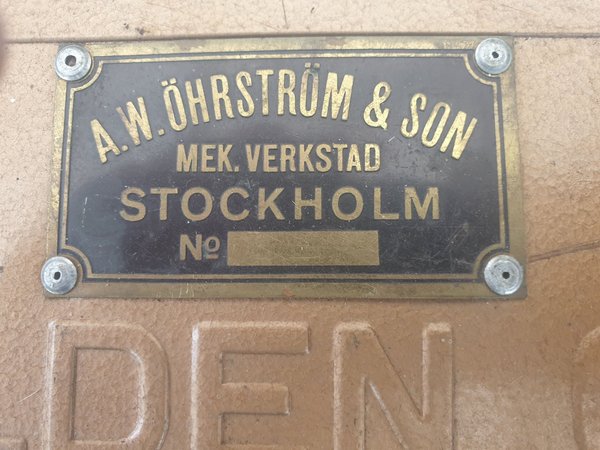 A.W. ÖHRSTRÖM & SON
MEK. VERKSTAD
STOCKHOLM
Nº
DEN